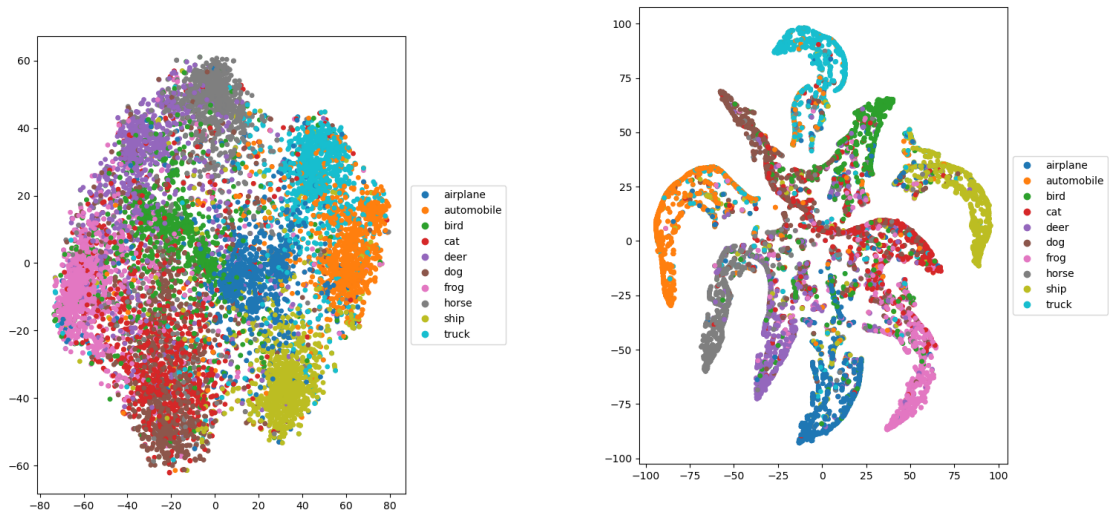 60
40
20
0
−20
−40
−60
−80
−60
−40
−20
0
20
40
60
80
airplane
automobile
bird
cat
deer
dog
frog
horse
ship
truck
100
75
50
25
0
−25
−50
−75
−100
−100
−75
−50
−25
0
25
50
75
100
airplane
automobile
bird
cat
deer
dog
frog
horse
ship
truck